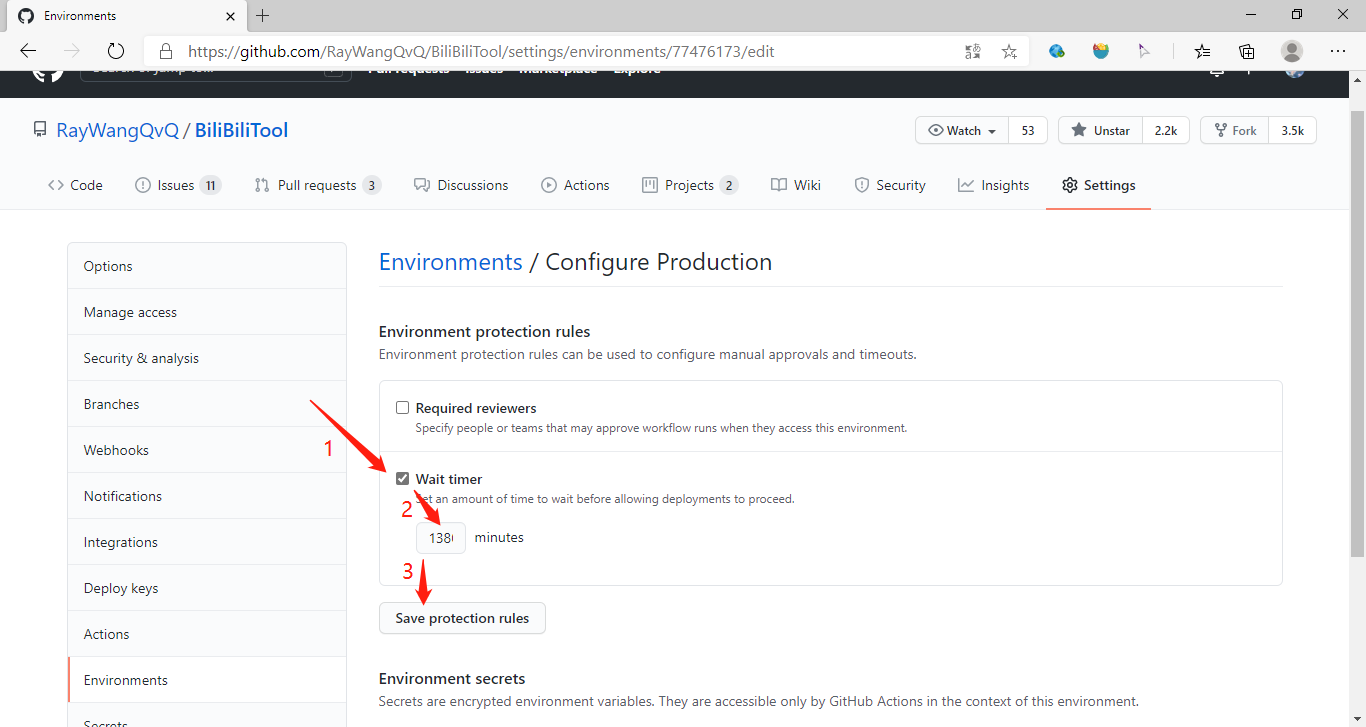 Environments
https://github.com/RayWangQvQ/BiliBiliTool/settings/environments/77476173/edit
Pull requests Issues Marketplace Explore
RayWangQvQ / BiliBiliTool
Watch 53 Unstar 2.2k Fork 3.5k
Code Issues 11 Pull requests 3 Discussions Actions Projects 2 Wiki Security Insights Settings
Options
Manage access
Security & analysis
Branches
Webhooks
Notifications
Integrations
Deploy keys
Actions
Environments
Secrets
Environments / Configure Production
Environment protection rules
Environment protection rules can be used to configure manual approvals and timeouts.
Required reviewers
Specify people or teams that may approve workflow runs when they access this environment.
1
Wait timer
Set an amount of time to wait before allowing deployments to proceed.
2
138 minutes
3
Save protection rules
Environment secrets
Secrets are encrypted environment variables. They are accessible only by GitHub Actions in the context of this environment.